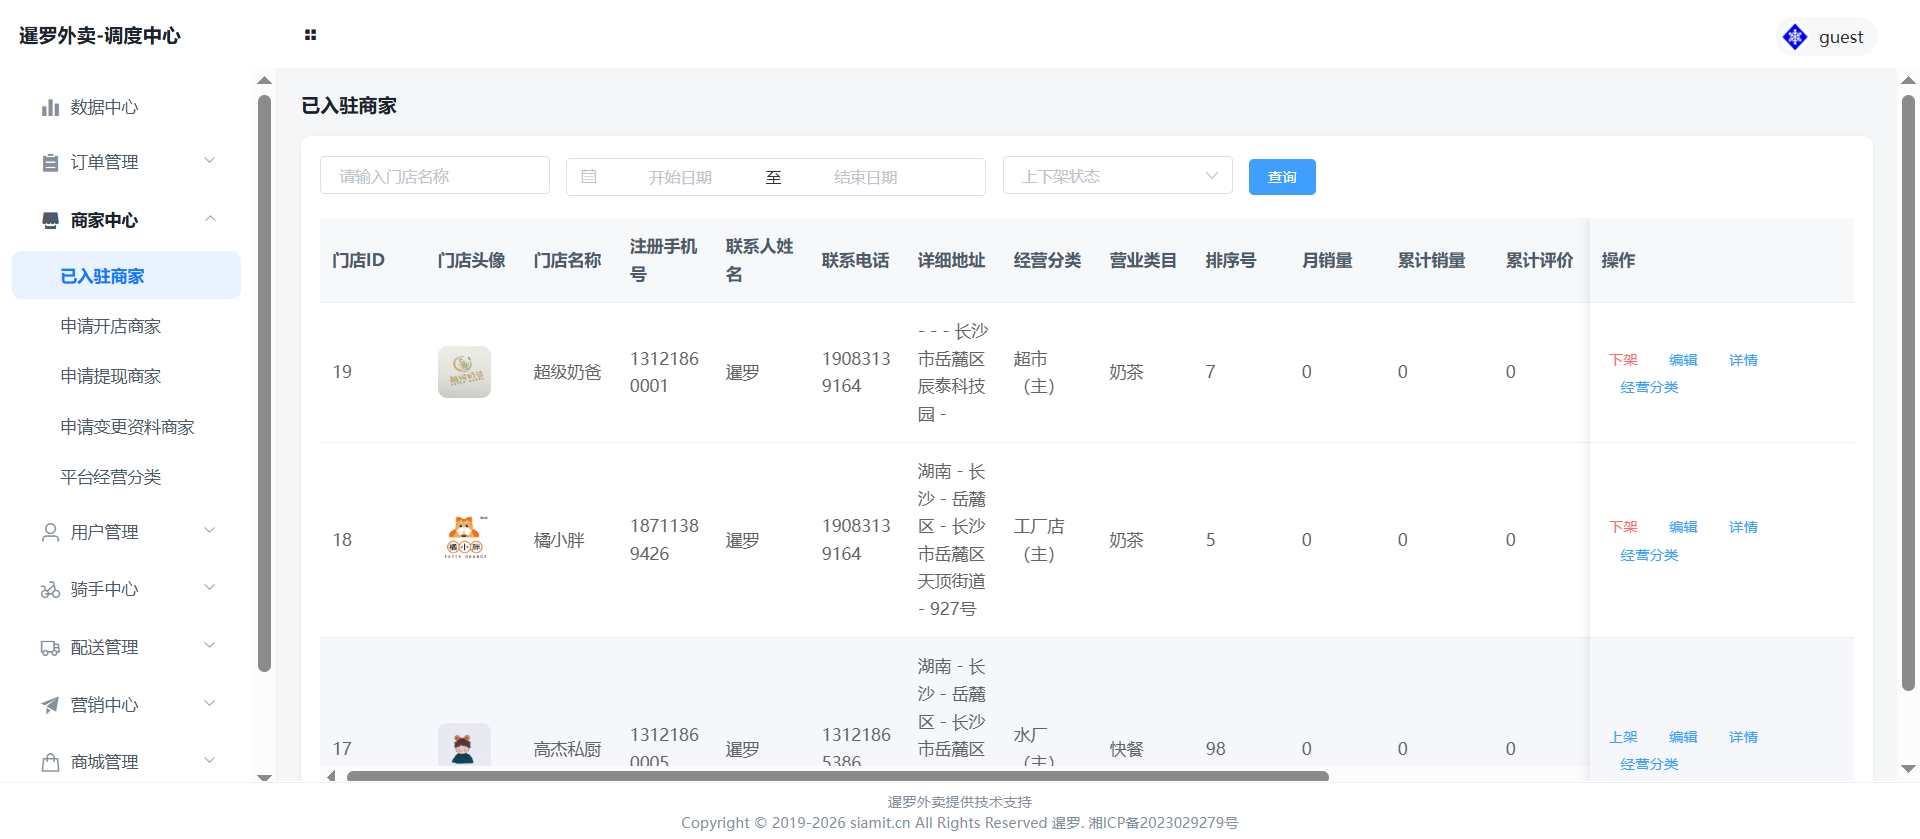 暹罗外卖-调度中心
guest
数据中心
订单管理
商家中心
已入驻商家
申请开店商家
申请提现商家
申请变更资料商家
平台经营分类
用户管理
骑手中心
配送管理
营销中心
商城管理
已入驻商家
请输入门店名称
开始日期 至 结束日期
上下架状态
查询
门店ID 门店头像 门店名称 注册手机号 联系人姓名 联系电话 详细地址 经营分类 营业类目 排序号 月销量 累计销量 累计评价 操作
19
超级奶爸
1312186
0001
暹罗
1908313
9164
- - - 长沙
市岳麓区
辰泰科技
园 -
超市
（主）
奶茶
7
0
0
0
下架 编辑 详情
经营分类
18
橘小胖
FATTY ORANGE
橘小胖
1871138
9426
暹罗
1908313
9164
湖南 - 长
沙 - 岳麓
区 - 长沙
市岳麓区
天顶街道
- 927号
工厂店
（主）
奶茶
5
0
0
0
下架 编辑 详情
经营分类
17
高杰私厨
1312186
0005
暹罗
1312186
5386
湖南 - 长
沙 - 岳麓
区 - 长沙
市岳麓区
水厂
（主）
快餐
98
0
0
0
上架 编辑 详情
经营分类
暹罗外卖提供技术支持
Copyright © 2019-2026 siamit.cn All Rights Reserved 暹罗. 湘ICP备2023029279号